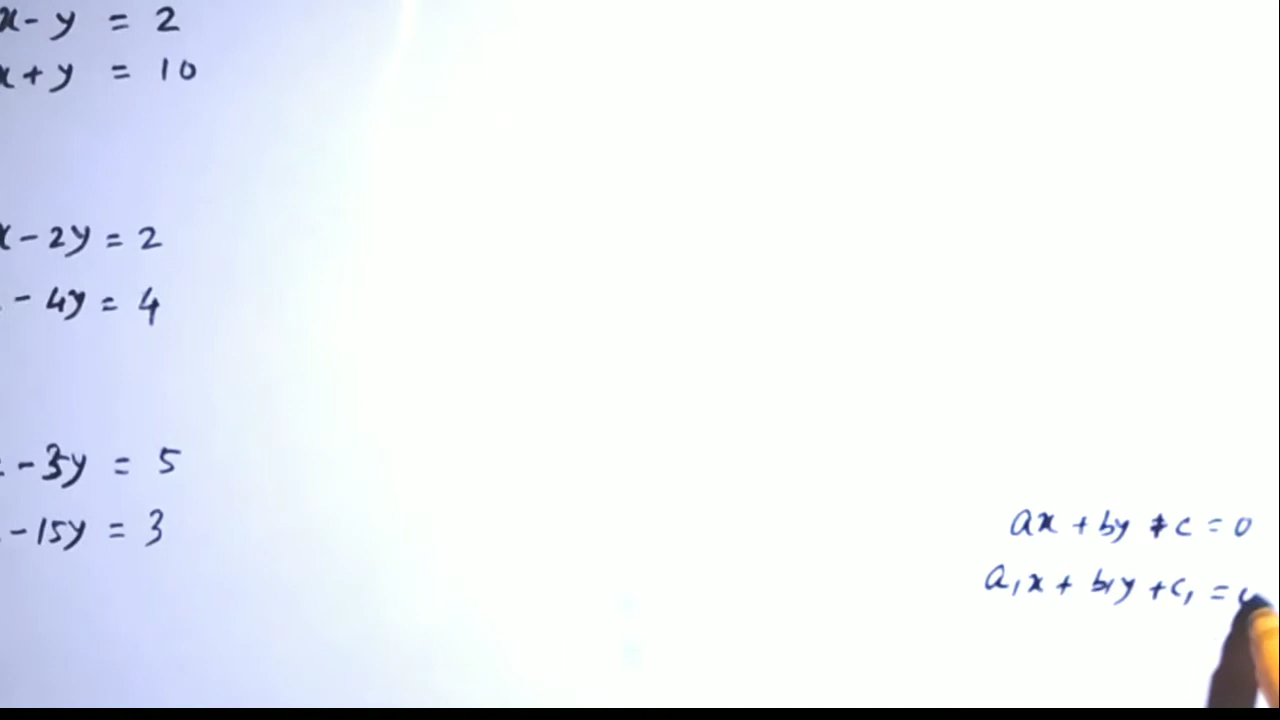 x - y = 2
x + y = 10
x - 2y = 2
- 4y = 4
- 3y = 5
- 15y = 3
ax + by + c = 0
a₁x + b₁y + c₁ =